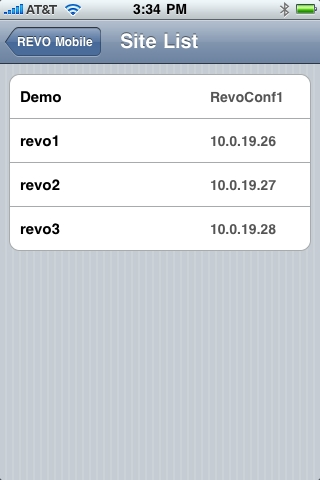 AT&T 3:34 PM
REVO Mobile Site List
Demo RevoConf1
revo1 10.0.19.26
revo2 10.0.19.27
revo3 10.0.19.28